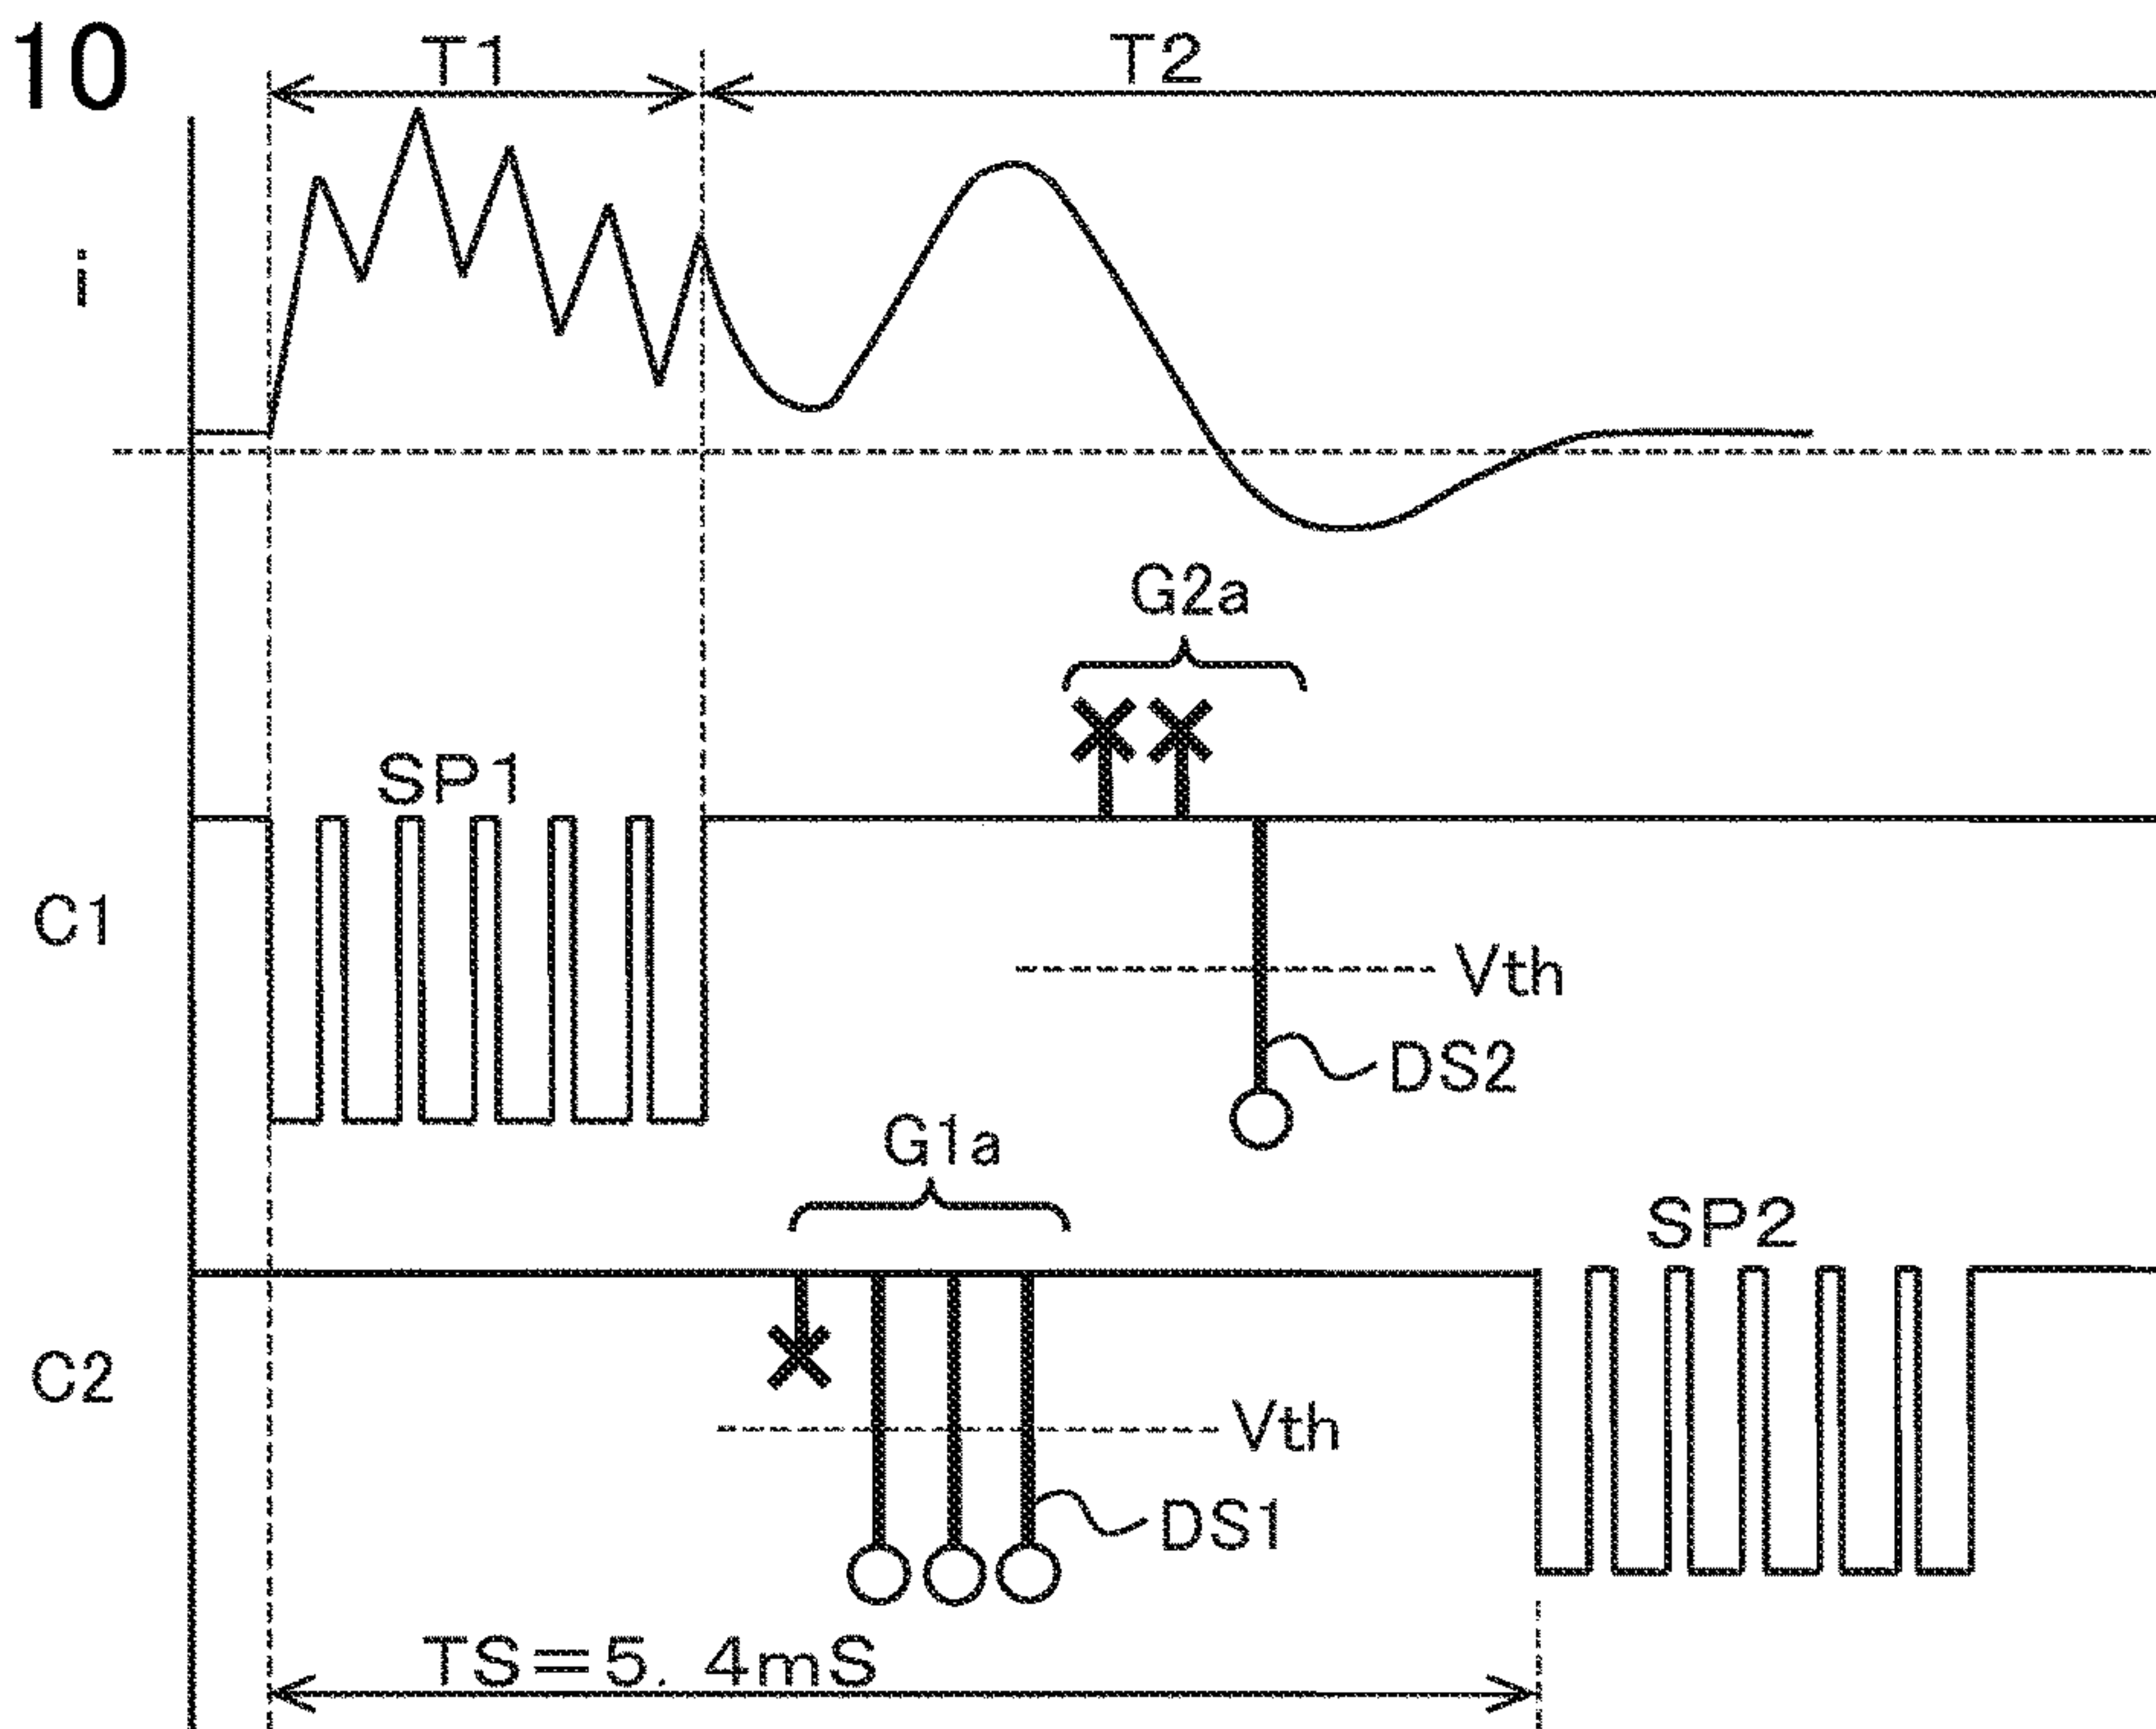 10
T1
T2
i
G2a
SP1
C1
Vth
DS2
G1a
SP2
C2
Vth
DS1
TS=5. 4mS